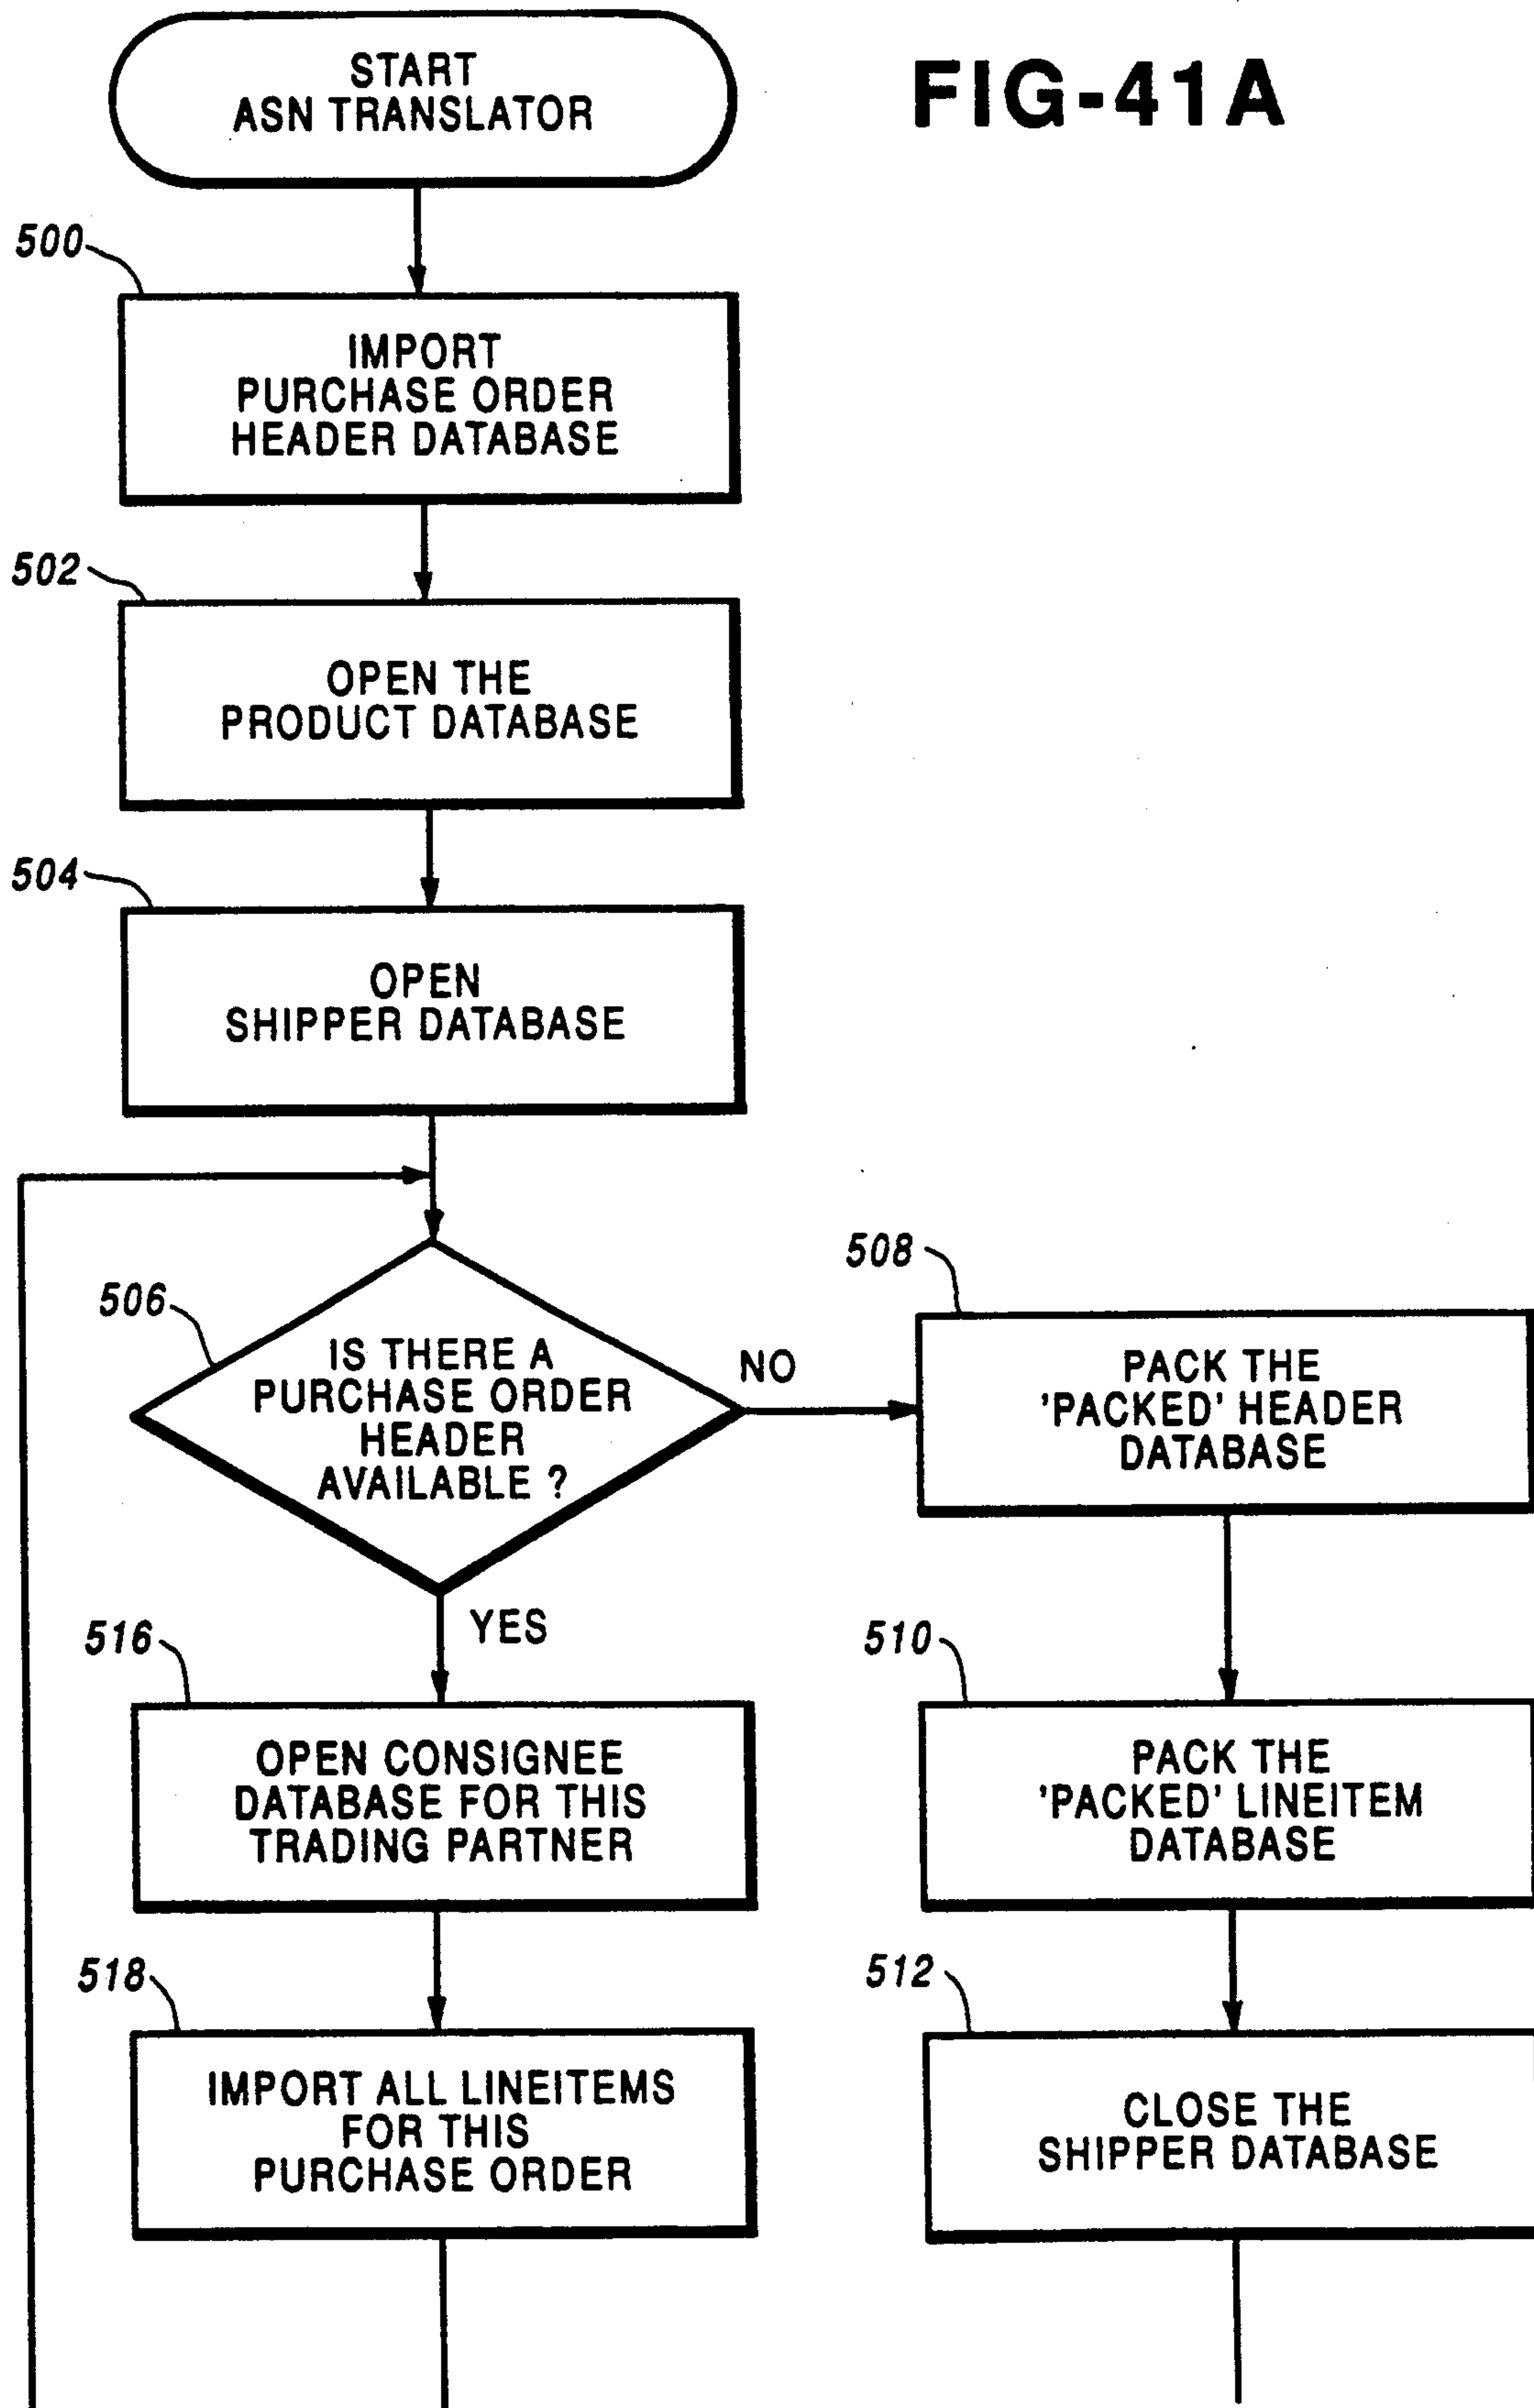 START
ASN TRANSLATOR
FIG-41A
500
IMPORT
PURCHASE ORDER
HEADER DATABASE
502
OPEN THE
PRODUCT DATABASE
504
OPEN
SHIPPER DATABASE
506
IS THERE A
PURCHASE ORDER
HEADER
AVAILABLE ?
NO
508
PACK THE
'PACKED' HEADER
DATABASE
YES
516
OPEN CONSIGNEE
DATABASE FOR THIS
TRADING PARTNER
510
PACK THE
'PACKED' LINEITEM
DATABASE
518
IMPORT ALL LINEITEMS
FOR THIS
PURCHASE ORDER
512
CLOSE THE
SHIPPER DATABASE